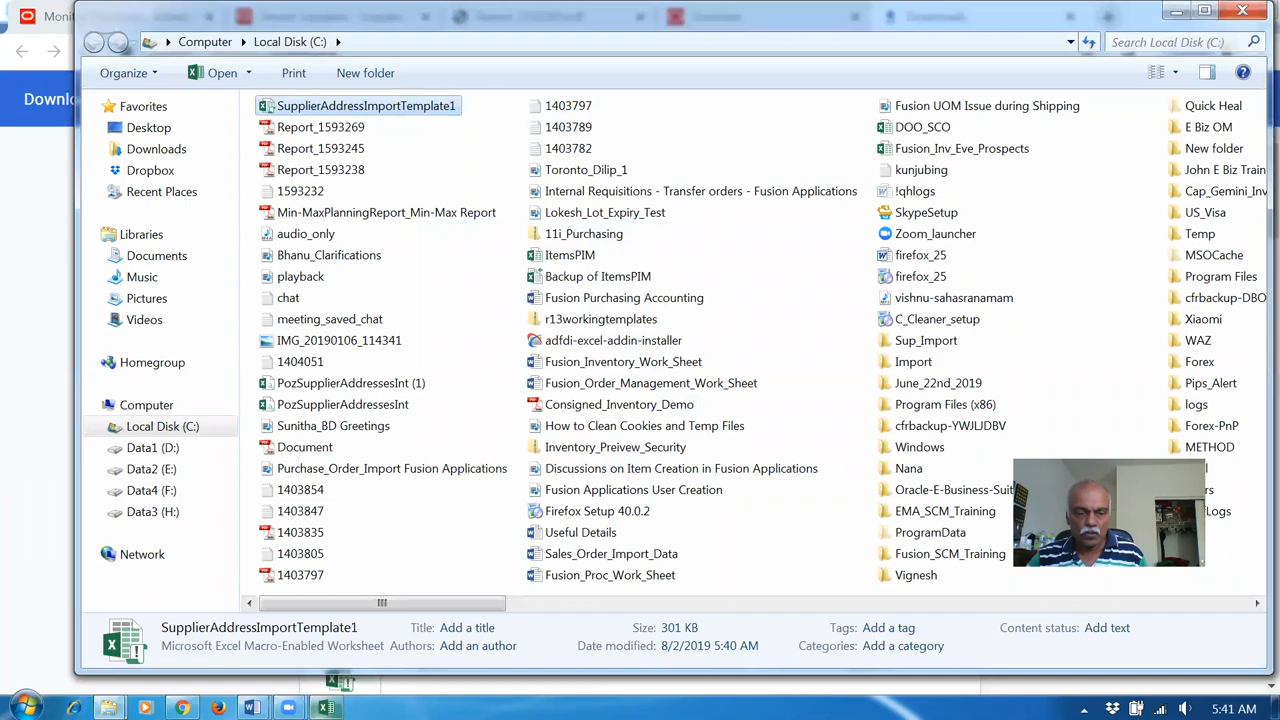 Computer Local Disk (C:) Search Local Disk (C:)
Organize Open Print New folder
Downlo
Favorites
Desktop
Downloads
Dropbox
Recent Places
Libraries
Documents
Music
Pictures
Videos
Homegroup
Computer
Local Disk (C:)
Data1 (D:)
Data2 (E:)
Data4 (F:)
Data3 (H:)
Network
SupplierAddressImportTemplate1
Report_1593269
Report_1593245
Report_1593238
1593232
Min-MaxPlanningReport_Min-Max Report
audio_only
Bhanu_Clarifications
playback
chat
meeting_saved_chat
IMG_20190106_114341
1404051
PozSupplierAddressesInt (1)
PozSupplierAddressesInt
Sunitha_BD Greetings
Document
Purchase_Order_Import Fusion Applications
1403854
1403847
1403835
1403805
1403797
1403797
1403789
1403782
Toronto_Dilip_1
Internal Requisitions - Transfer orders - Fusion Applications
Lokesh_Lot_Expiry_Test
11i_Purchasing
ItemsPIM
Backup of ItemsPIM
Fusion Purchasing Accounting
r13workingtemplates
adfdi-excel-addin-installer
Fusion_Inventory_Work_Sheet
Fusion_Order_Management_Work_Sheet
Consigned_Inventory_Demo
How to Clean Cookies and Temp Files
Inventory_Preivew_Security
Discussions on Item Creation in Fusion Applications
Fusion Applications User Creation
Firefox Setup 40.0.2
Useful Details
Sales_Order_Import_Data
Fusion_Proc_Work_Sheet
Fusion UOM Issue during Shipping
DOO_SCO
Fusion_Inv_Eve_Prospects
kunjubing
!qhlogs
SkypeSetup
Zoom_launcher
firefox_25
firefox_25
vishnu-sahasranamam
C_Cleaner_setup
Sup_Import
Import
June_22nd_2019
Program Files (x86)
cfrbackup-YWJLJDBV
Windows
Nana
Oracle-E-Business-Suit
EMA_SCM_Training
ProgramData
Fusion_SCM_Training
Vignesh
Quick Heal
E Biz OM
New folder
John E Biz Train
Cap_Gemini_Inv
US_Visa
Temp
MSOCache
Program Files
cfrbackup-DBO
Xiaomi
WAZ
Forex
Pips_Alert
logs
Forex-PnP
METHOD
Logs
SupplierAddressImportTemplate1 Title: Add a title Size: 301 KB Tags: Add a tag Content status: Add text
Microsoft Excel Macro-Enabled Worksheet Authors: Add an author Date modified: 8/2/2019 5:40 AM Categories: Add a category
5:41 AM